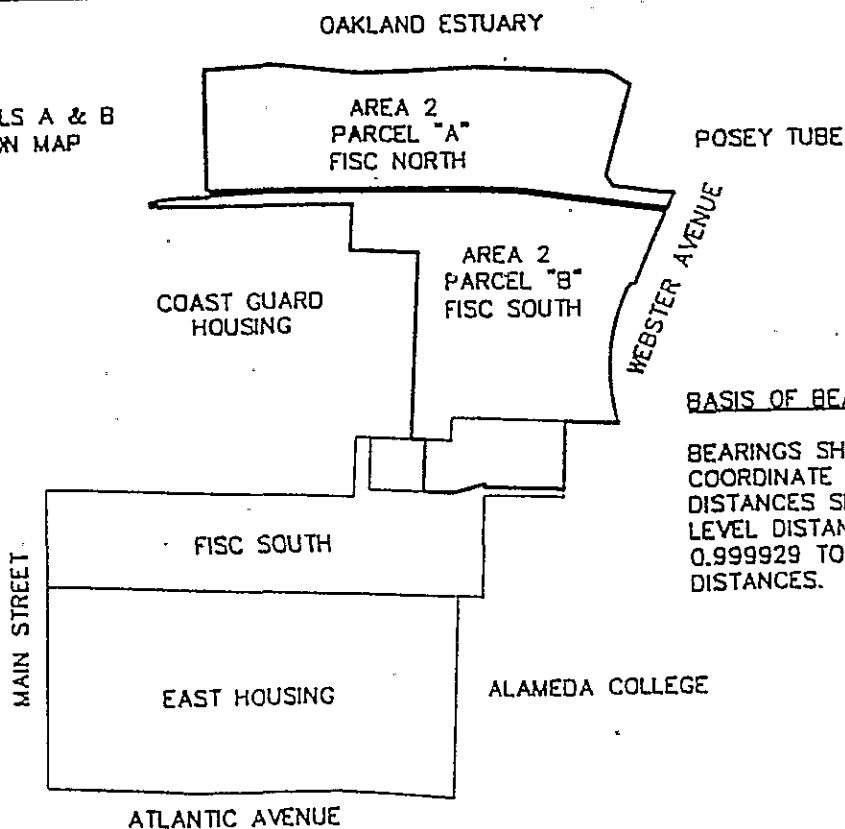 OAKLAND ESTUARY
LS A & B
ON MAP
AREA 2
PARCEL "A"
FISC NORTH
POSEY TUBE
AREA 2
PARCEL "B"
FISC SOUTH
WEBSTER AVENUE
COAST GUARD
HOUSING
BASIS OF BEA
BEARINGS SH
COORDINATE
DISTANCES S
LEVEL DISTAN
0.999929 TO
DISTANCES.
FISC SOUTH
MAIN STREET
EAST HOUSING
ALAMEDA COLLEGE
ATLANTIC AVENUE